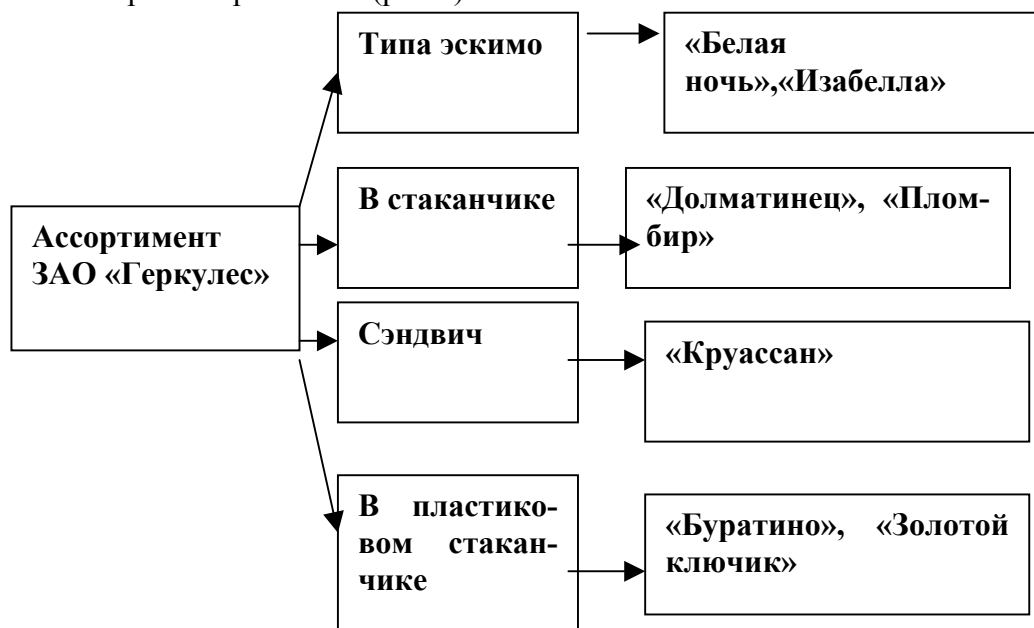 Типа эскимо
«Белая
ночь»,«Изабелла»
В стаканчике
«Долматинец», «Плом-
бир»
Ассортимент
ЗАО «Геркулес»
Сэндвич
«Круассан»
В пластико-
вом стакан-
чике
«Буратино», «Золотой
ключик»